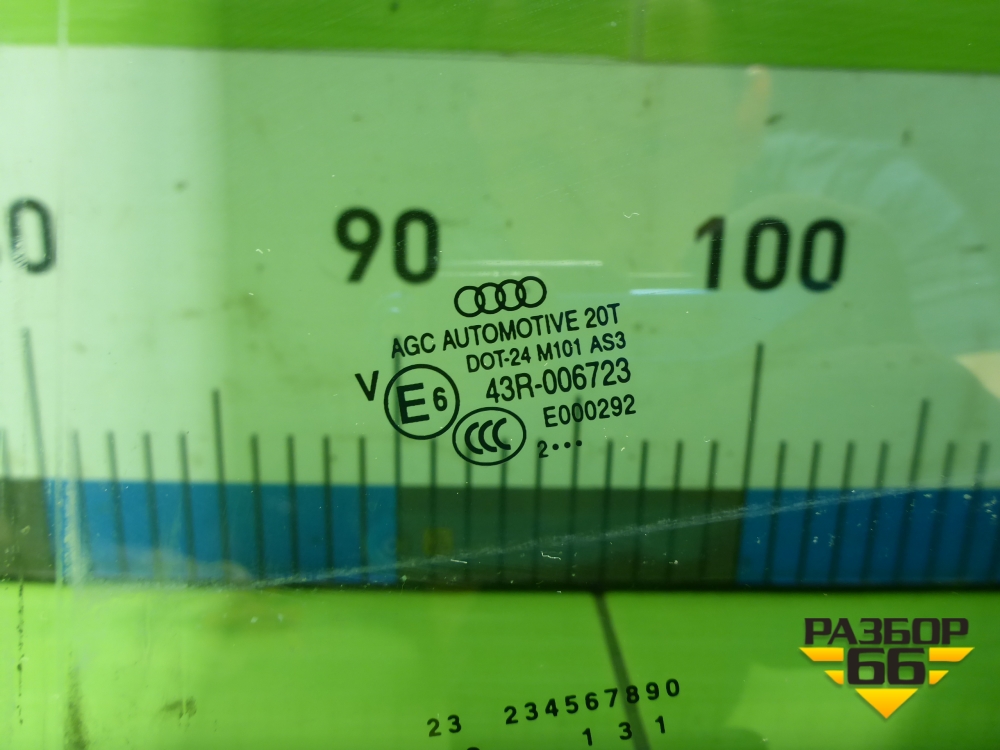 90
100
AGC AUTOMOTIVE 20T
DOT-24 M101 AS3
V
E6
43R-006723
CCC
E000292
2•••
РАЗБОР
66
23 234567890
1 3 1